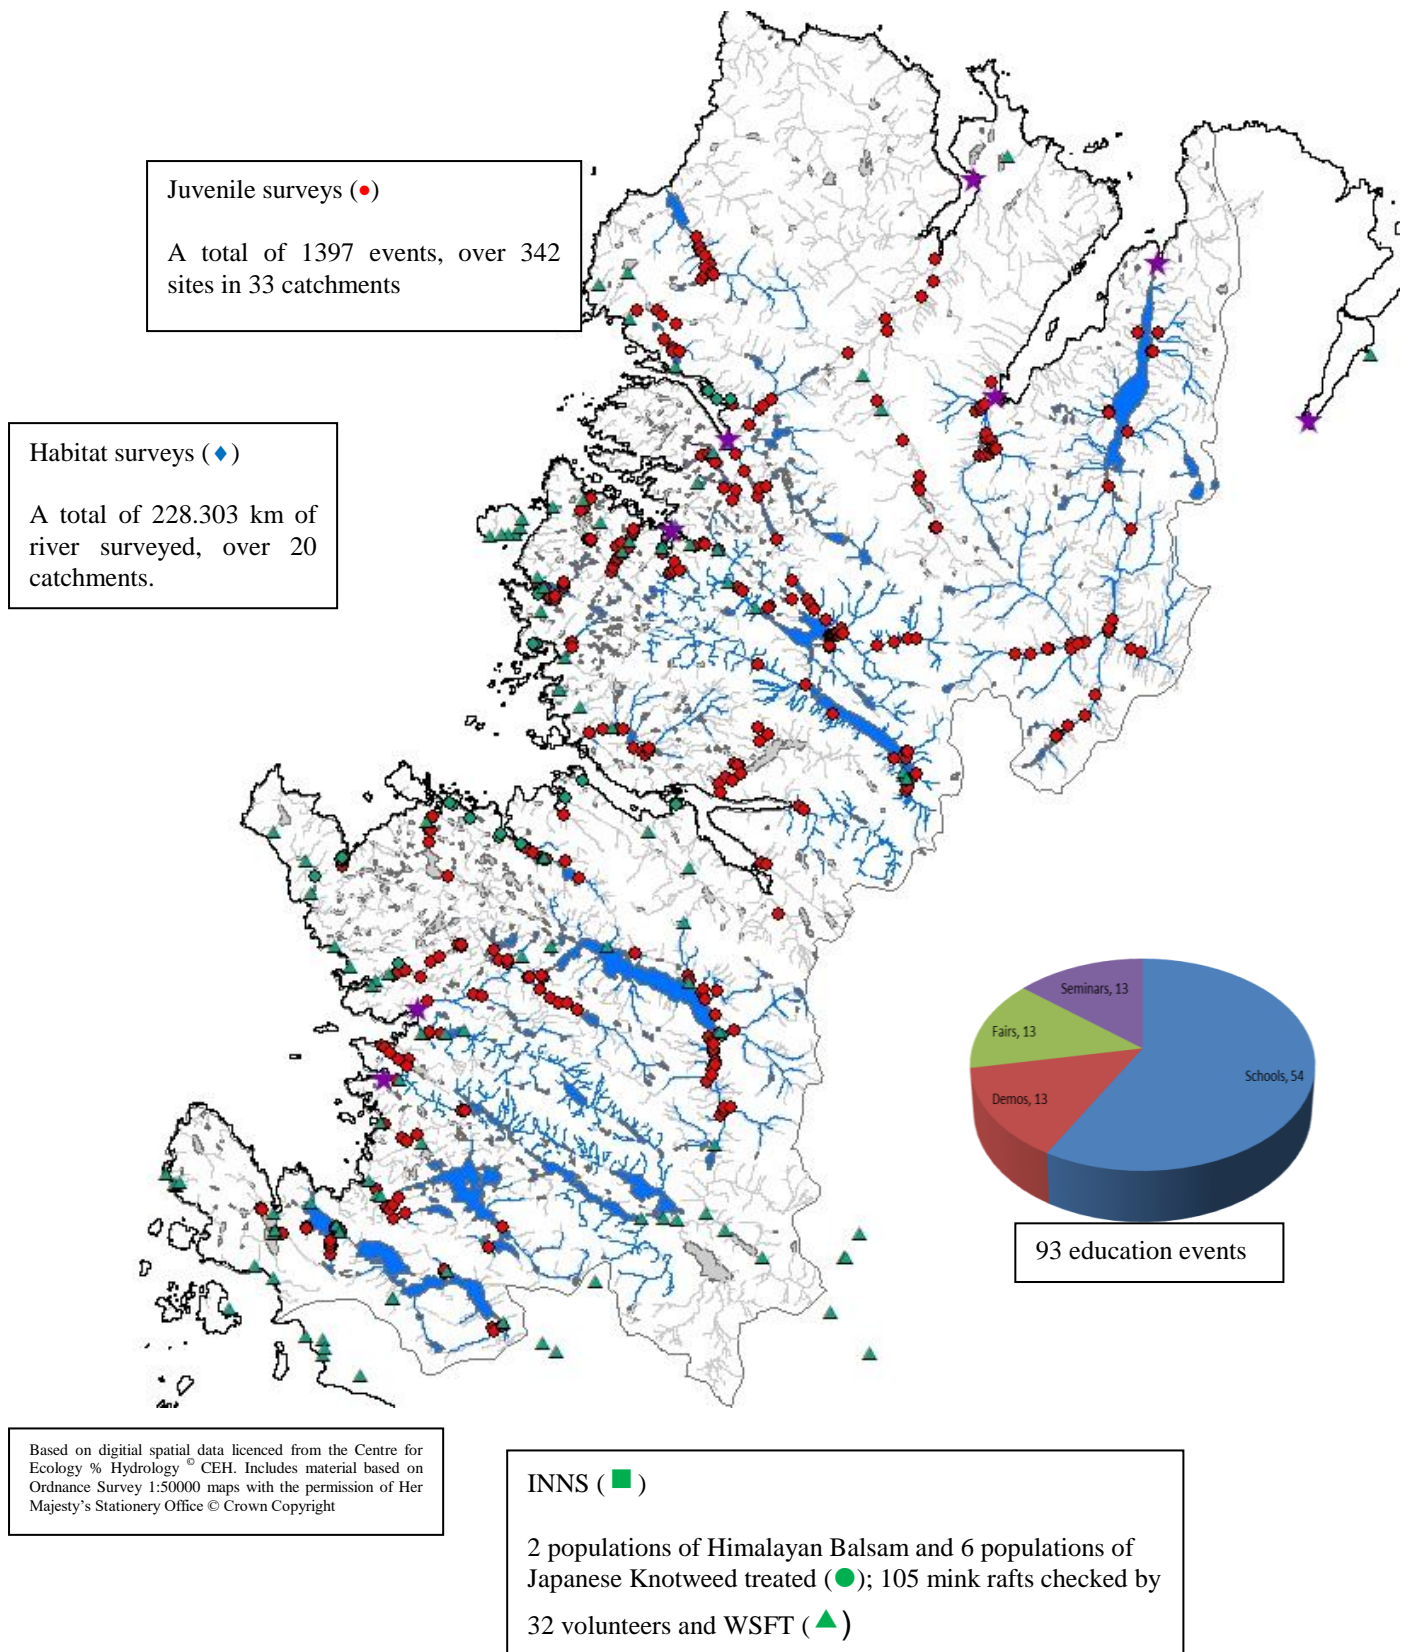 Juvenile surveys (●)
A total of 1397 events, over 342
sites in 33 catchments
Habitat surveys (♦)
A total of 228.303 km of
river surveyed, over 20
catchments.
Seminars, 13
Fairs, 13
Schools, 54
Demos, 13
93 education events
Based on digitial spatial data licenced from the Centre for
Ecology % Hydrology © CEH. Includes material based on
Ordnance Survey 1:50000 maps with the permission of Her
Majesty's Stationery Office © Crown Copyright
INNS (■)
2 populations of Himalayan Balsam and 6 populations of
Japanese Knotweed treated (●); 105 mink rafts checked by
32 volunteers and WSFT (▲)